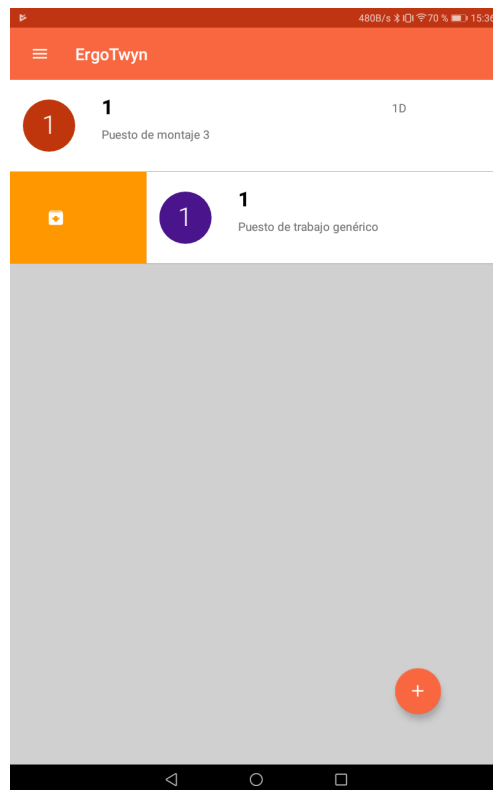 480B/s 70 % 15:36
ErgoTwyn
1
1
1D
Puesto de montaje 3
1
1
Puesto de trabajo genérico